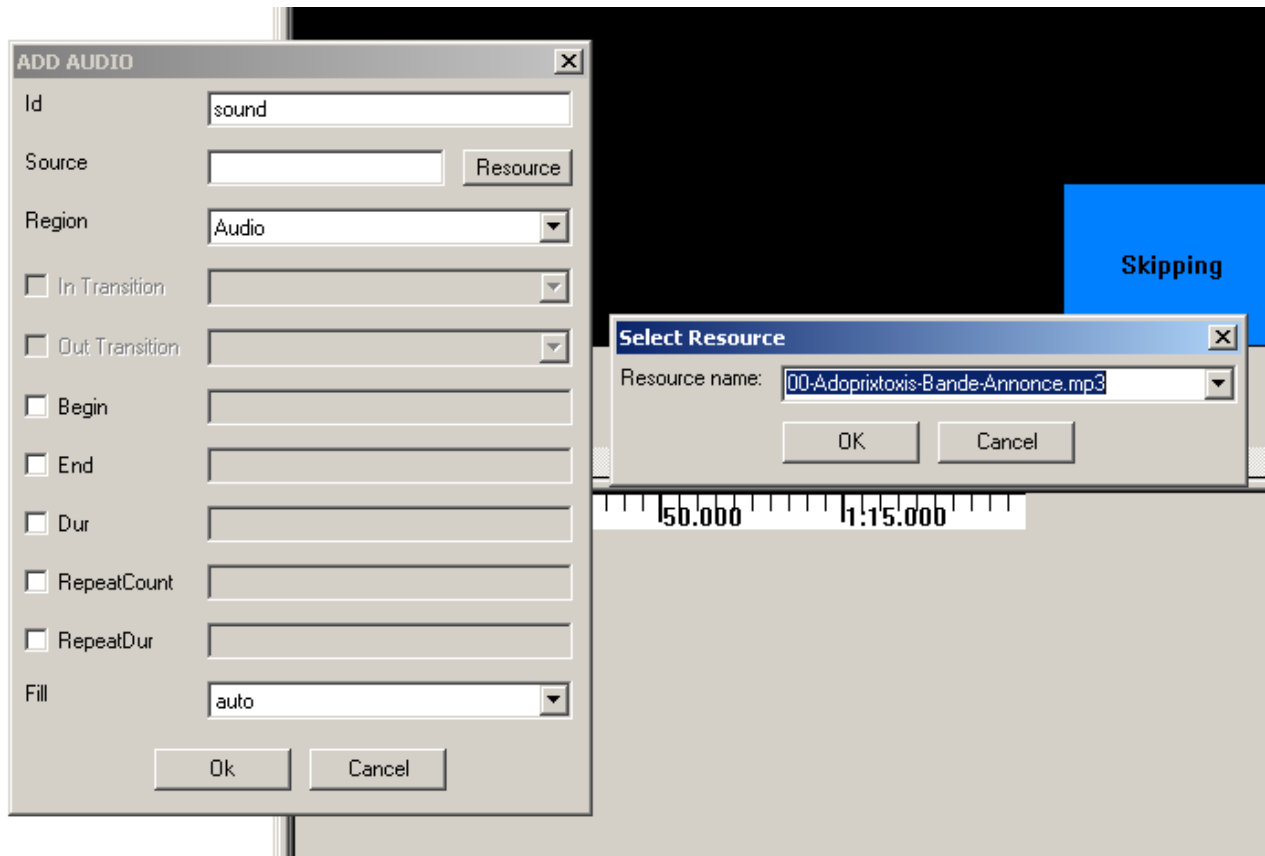 ADD AUDIO
Id
sound
Source
Resource
Region
Audio
In Transition
Out Transition
Begin
End
Dur
RepeatCount
RepeatDur
Fill
auto
Ok
Cancel
Skipping
Select Resource
Resource name:
00-Adoprixtoxis-Bande-Annonce.mp3
OK
Cancel
50.000
1:15.000